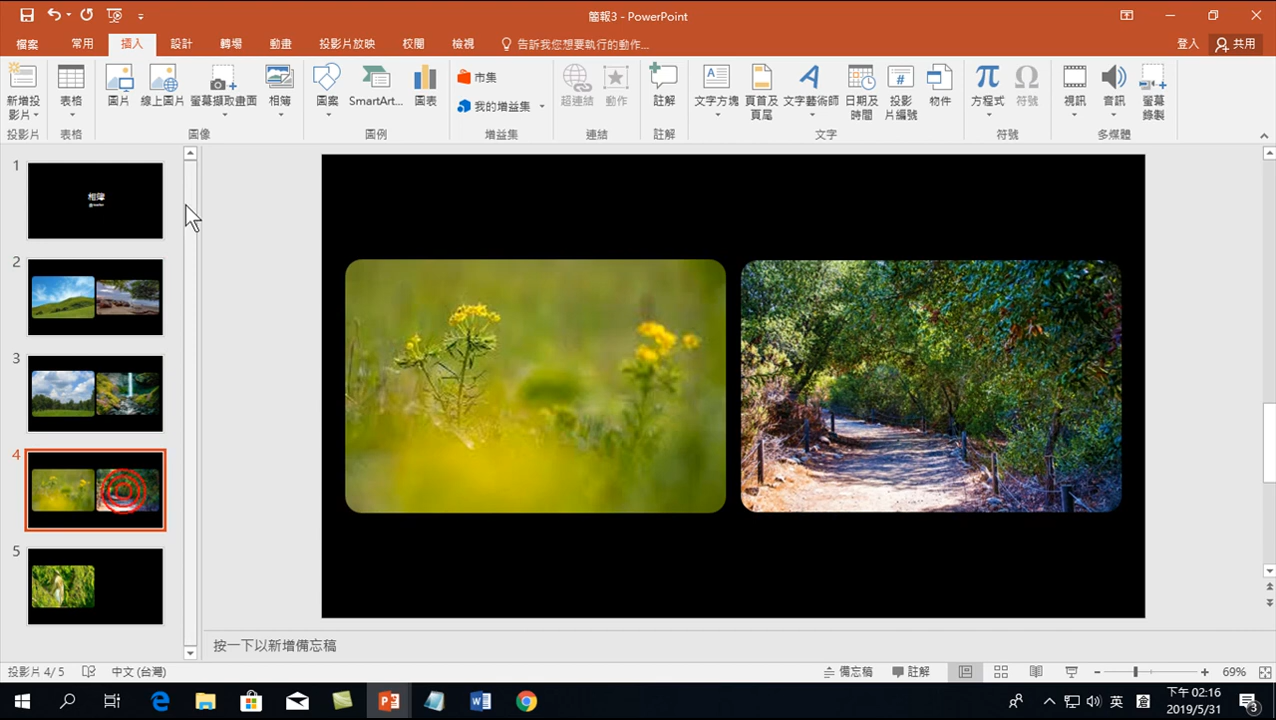 簡報3 - PowerPoint
檔案 常用 插入 設計 轉場 動畫 投影片放映 校閱 檢視 告訴我您想要執行的動作... 登入 共用
新增投影片 表格 圖片 線上圖片 螢幕擷取畫面 相簿 圖案 SmartArt... 圖表 市集 我的增益集 超連結 動作 註解 文字方塊 頁首及頁尾 文字藝術師 日期及時間 投影片編號 物件 方程式 符號 視訊 音訊 螢幕錄製
投影片 表格 圖像 圖例 增益集 連結 註解 文字 符號 多媒體
1
相簿
2
3
4
5
按一下以新增備忘稿
投影片 4/5 中文 (台灣) 備忘稿 註解 69%
英 倉 下午 02:16
2019/5/31 3